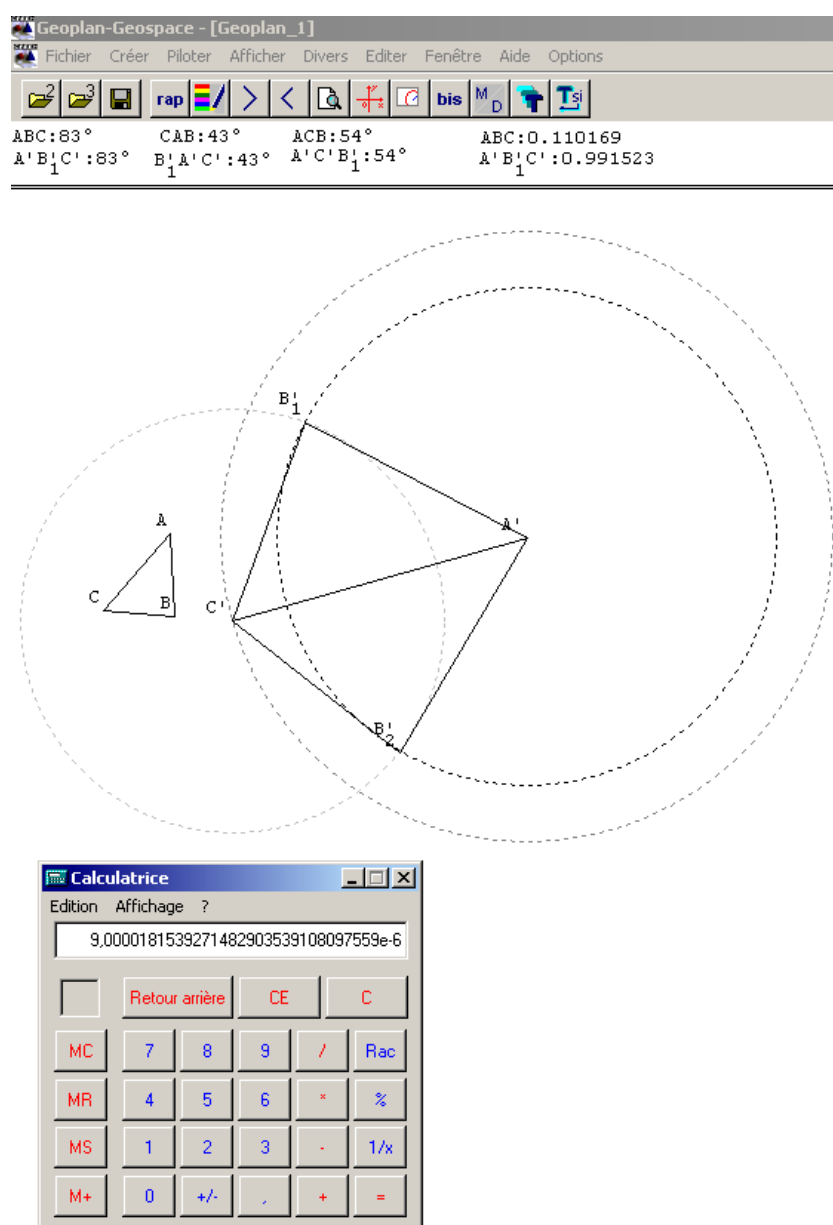 Geoplan-Geospace - [Geoplan_1]
Fichier Créer Piloter Afficher Divers Editer Fenêtre Aide Options
2 3 rap bis M D Tsi
ABC:83° CAB:43° ACB:54° ABC:0.110169
A'B'1C':83° B'1A'C':43° A'C'B'1:54° A'B'1C':0.991523
B'1
A
A'
C
B
C'
B'2
Calculatrice
Edition Affichage ?
9,0000181539271482903539108097559e-6
Retour arrière CE C
MC 7 8 9 / Rac
MR 4 5 6 * %
MS 1 2 3 - 1/x
M+ 0 +/- , + =